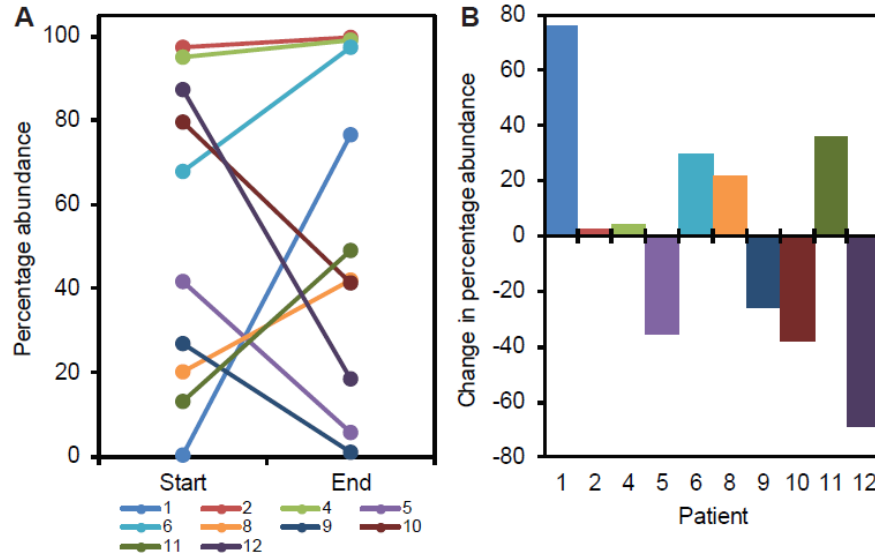 A
Percentage abundance
100
80
60
40
20
0
Start End
1 2 4 5
6 8 9 10
11 12
B
Change in percentage abundance
80
60
40
20
0
-20
-40
-60
-80
1 2 4 5 6 8 9 10 11 12
Patient